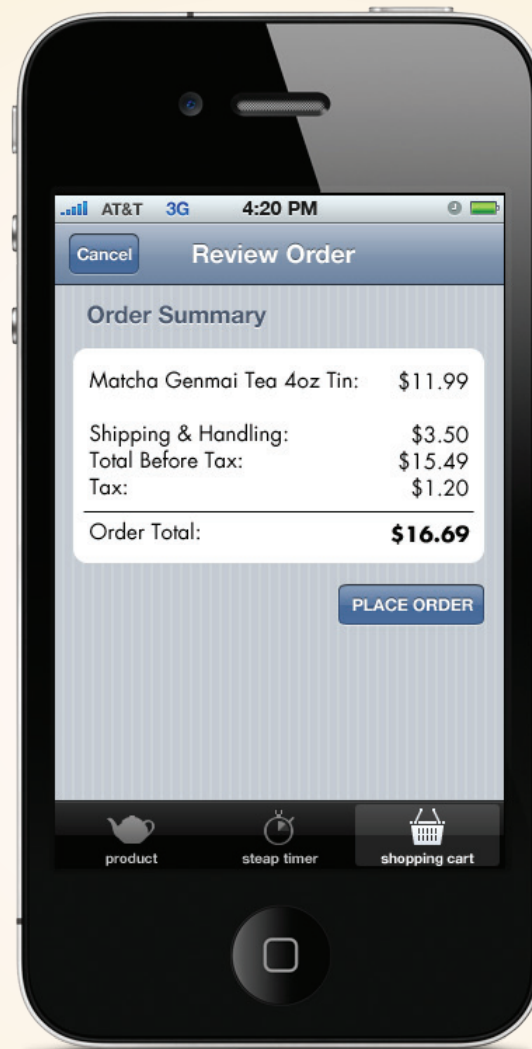 AT&T 3G 4:20 PM
Cancel Review Order
Order Summary
Matcha Genmai Tea 4oz Tin: $11.99
Shipping & Handling: $3.50
Total Before Tax: $15.49
Tax: $1.20
Order Total: $16.69
PLACE ORDER
product steap timer shopping cart